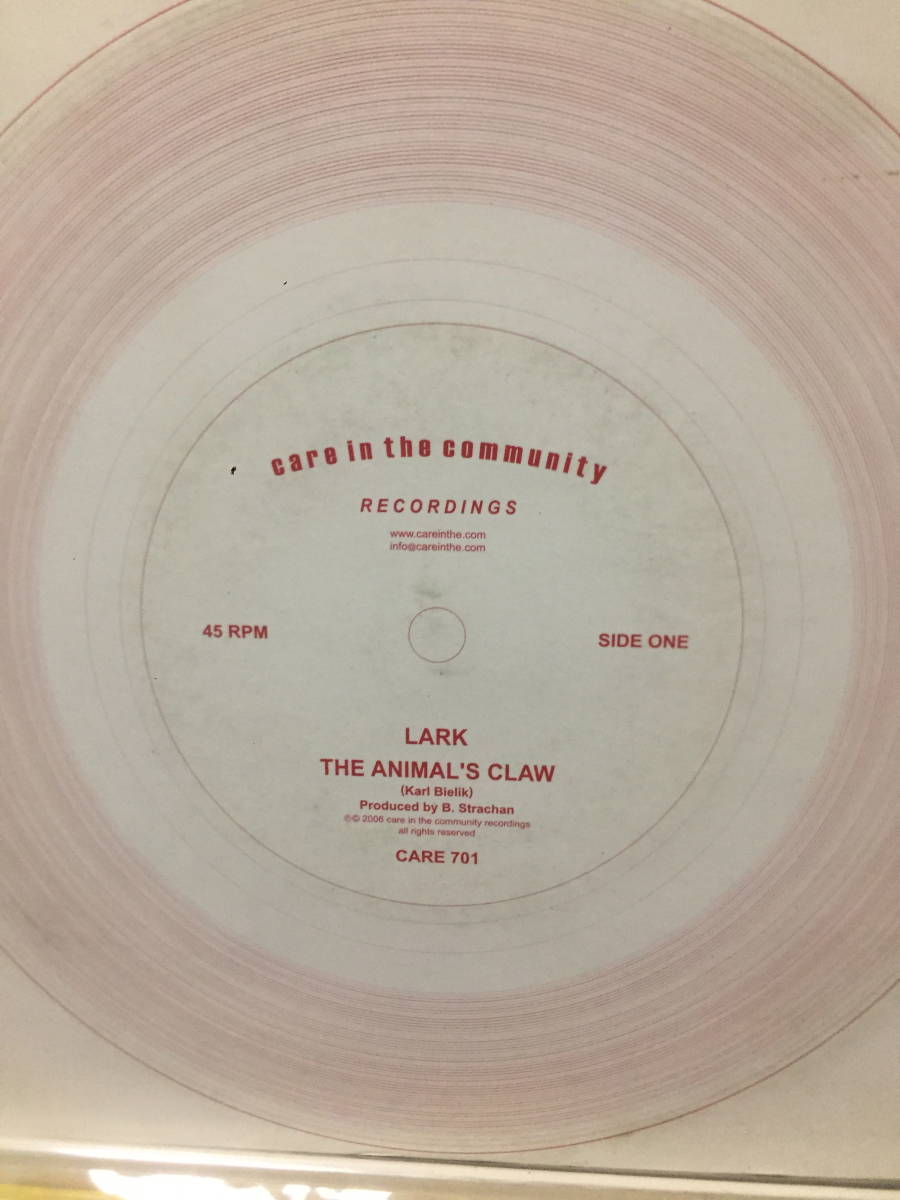 care in the community
RECORDINGS
www.careinthe.com
info@careinthe.com
45 RPM
SIDE ONE
LARK
THE ANIMAL'S CLAW
(Karl Bielik)
Produced by B. Strachan
℗© 2006 care in the community recordings
all rights reserved
CARE 701